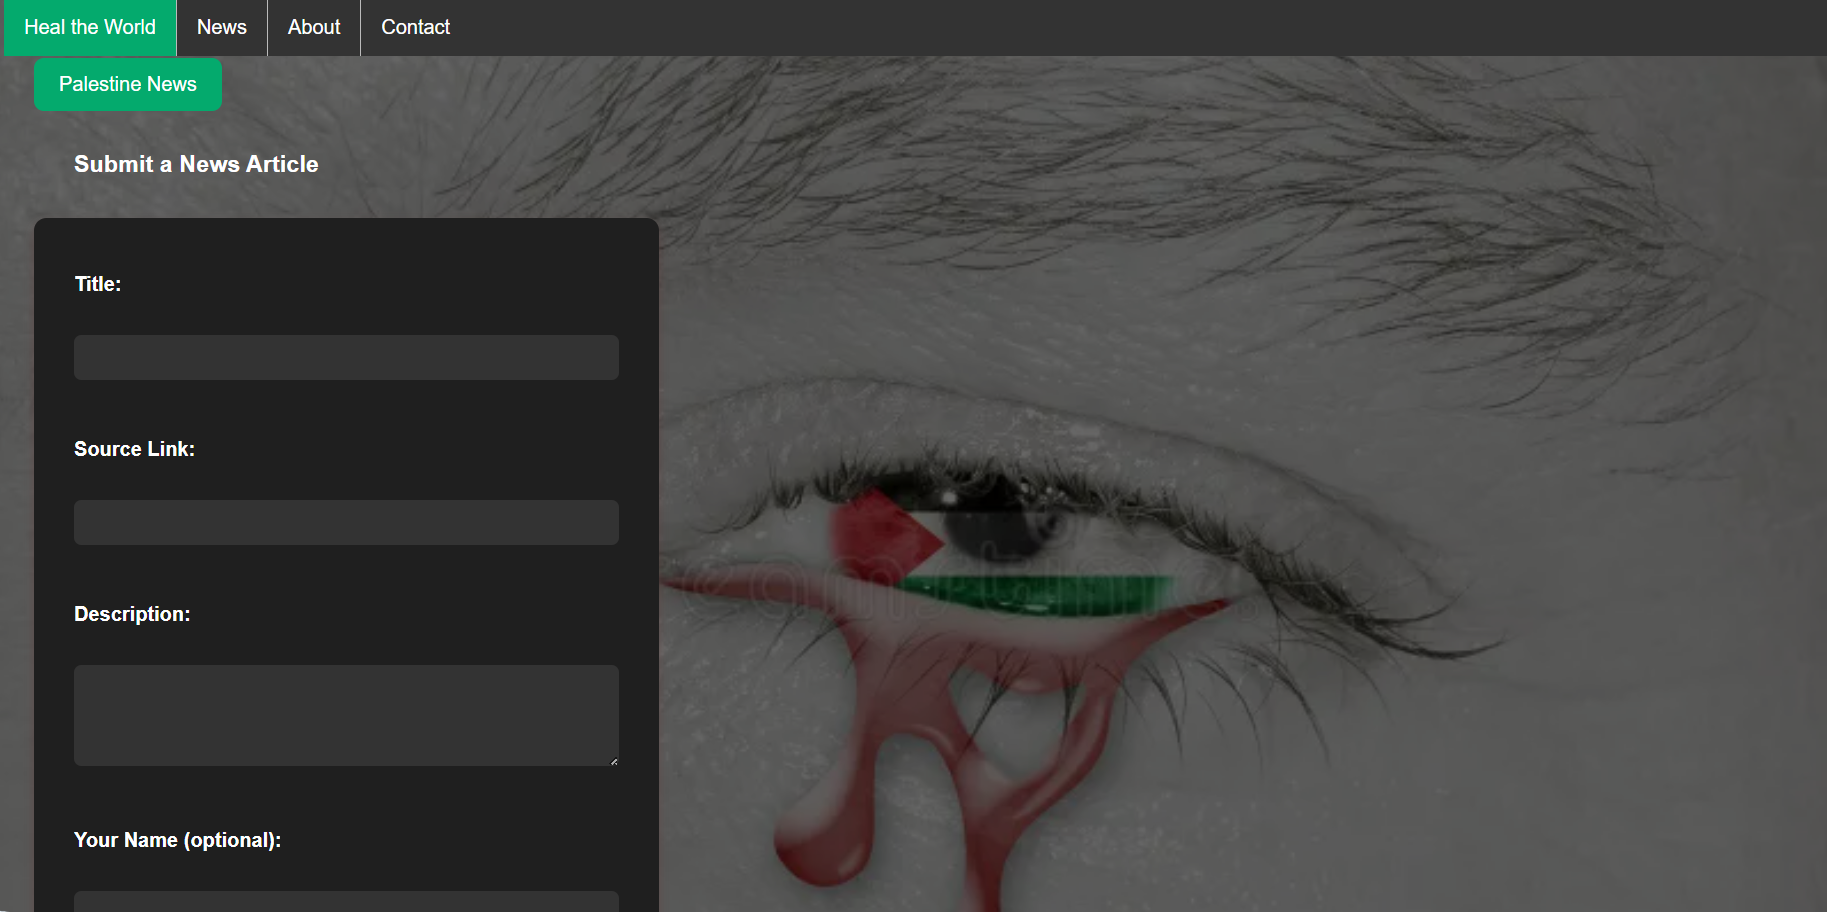 Heal the World
News
About
Contact
Palestine News
Submit a News Article
Title:
Source Link:
Description:
Your Name (optional):